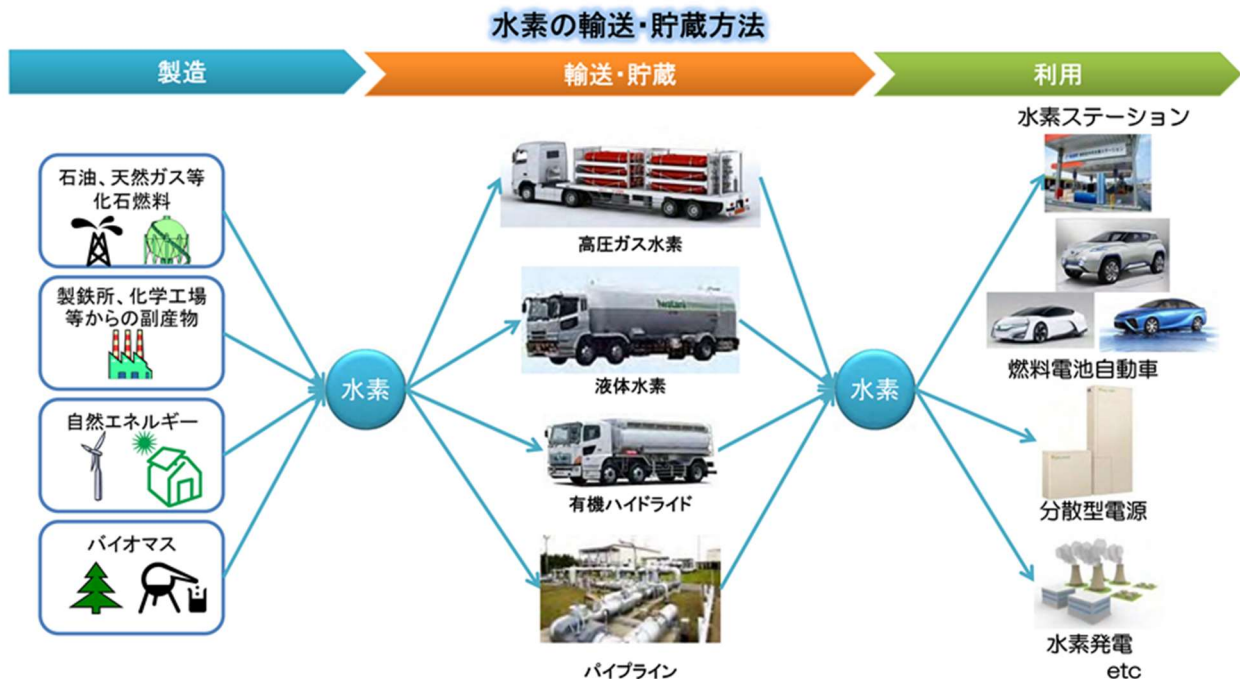 水素の輸送・貯蔵方法
製造
輸送・貯蔵
利用
石油、天然ガス等
化石燃料
製鉄所、化学工場
等からの副産物
自然エネルギー
バイオマス
水素
高圧ガス水素
Iwatani
液体水素
有機ハイドライド
パイプライン
水素
水素ステーション
燃料電池自動車
分散型電源
水素発電
etc